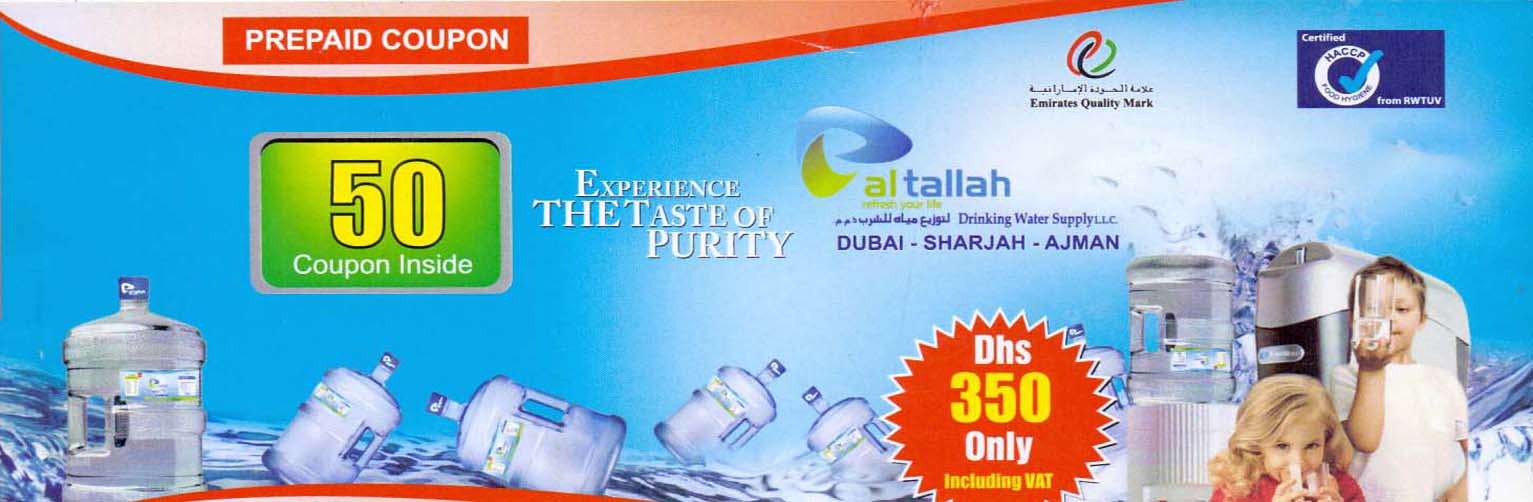 PREPAID COUPON
50
Coupon Inside
EXPERIENCE
THE TASTE OF
PURITY
al tallah
refresh your life
لتوزيع مياه للشرب ذ.م.م. Drinking Water Supply L.L.C.
DUBAI - SHARJAH - AJMAN
علامة الجودة الإماراتية
Emirates Quality Mark
Certified
HACCP
FOOD HYGIENE
from RWTUV
Dhs
350
Only
Including VAT